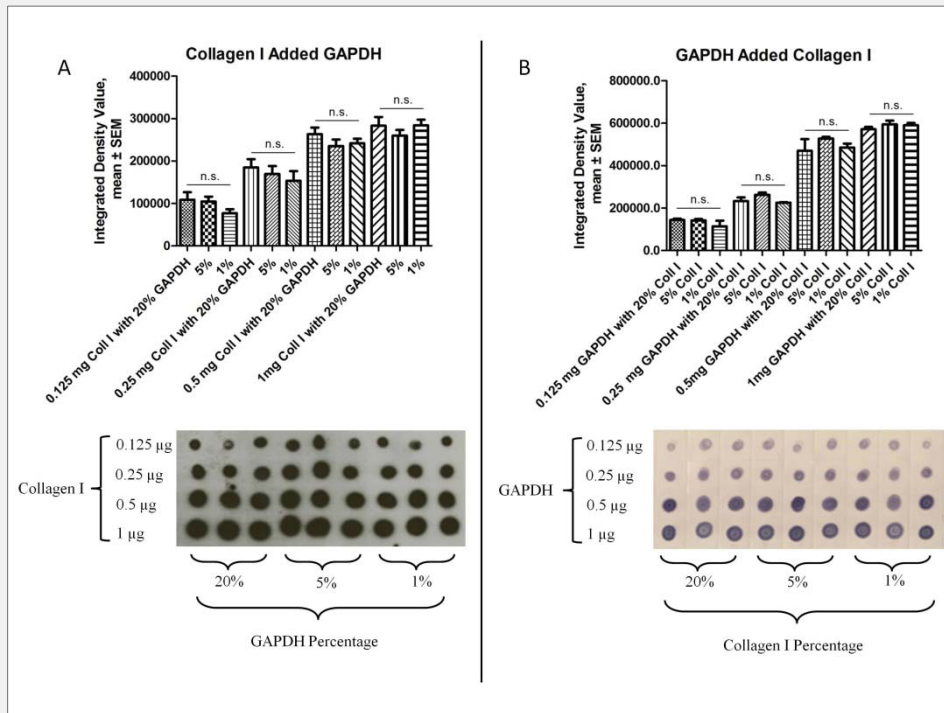 A
Collagen I Added GAPDH
Integrated Density Value,
mean ± SEM
400000
300000
200000
100000
0
n.s.
n.s.
n.s.
n.s.
0.125 mg Coll I with 20% GAPDH
5%
1%
0.25 mg Coll I with 20% GAPDH
5%
1%
0.5 mg Coll I with 20% GAPDH
5%
1%
1mg Coll I with 20% GAPDH
5%
1%
Collagen I
0.125 µg
0.25 µg
0.5 µg
1 µg
20%
5%
1%
GAPDH Percentage
B
GAPDH Added Collagen I
Integrated Density Value,
mean ± SEM
800000.0
600000.0
400000.0
200000.0
0.0
n.s.
n.s.
n.s.
n.s.
0.125 mg GAPDH with 20% Coll I
5% Coll I
1% Coll I
0.25 mg GAPDH with 20% Coll I
5% Coll I
1% Coll I
0.5mg GAPDH with 20% Coll I
5% Coll I
1% Coll I
1mg GAPDH with 20% Coll I
5% Coll I
1% Coll I
GAPDH
0.125 µg
0.25 µg
0.5 µg
1 µg
20%
5%
1%
Collagen I Percentage